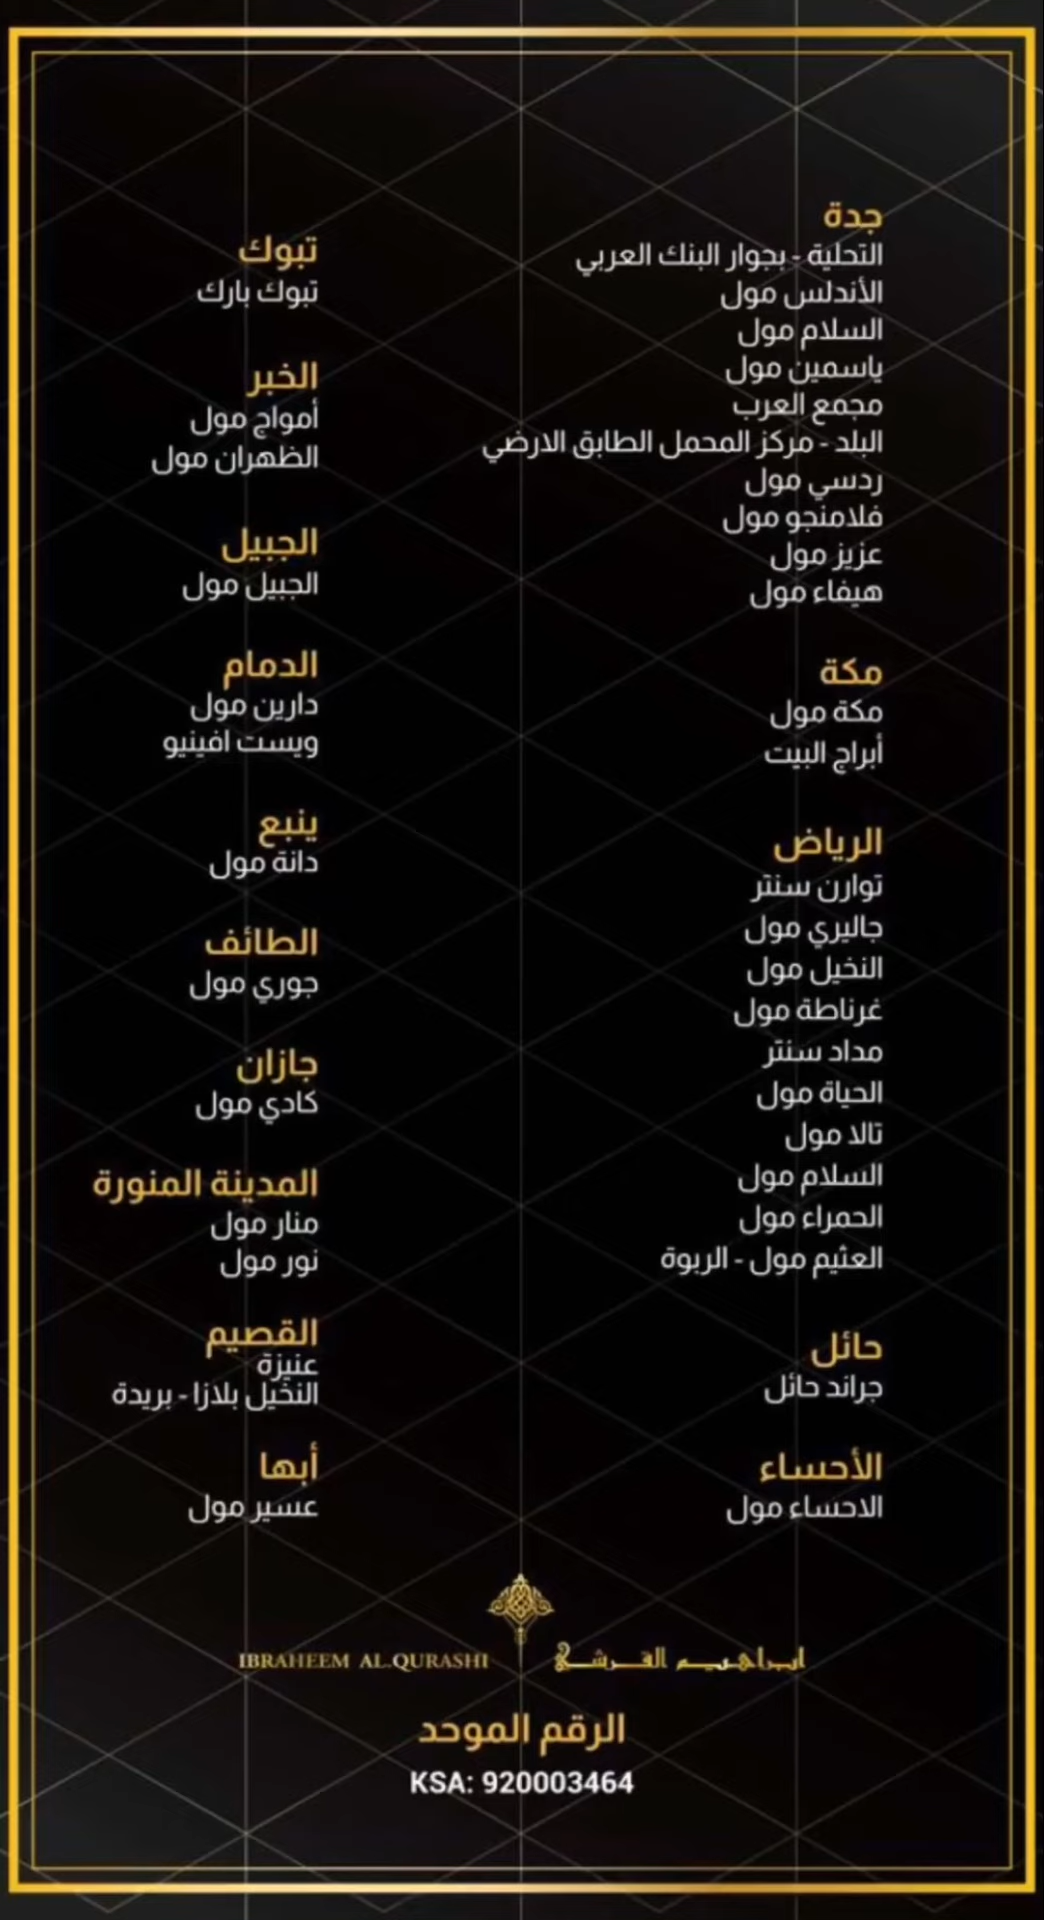 جدة
التحلية - بجوار البنك العربي
الأندلس مول
السلام مول
ياسمين مول
مجمع العرب
البلد - مركز المحمل الطابق الارضي
ردسي مول
فلامنجو مول
عزيز مول
هيفاء مول
مكة
مكة مول
أبراج البيت
الرياض
توارن سنتر
جاليري مول
النخيل مول
غرناطة مول
مداد سنتر
الحياة مول
تالا مول
السلام مول
الحمراء مول
العثيم مول - الربوة
حائل
جراند حائل
الأحساء
الاحساء مول
تبوك
تبوك بارك
الخبر
أمواج مول
الظهران مول
الجبيل
الجبيل مول
الدمام
دارين مول
ويست افينيو
ينبع
دانة مول
الطائف
جوري مول
جازان
كادي مول
المدينة المنورة
منار مول
نور مول
القصيم
عنيزة
النخيل بلازا - بريدة
أبها
عسير مول
ابراهيم القرشي IBRAHEEM AL.QURASHI
الرقم الموحد
KSA: 920003464